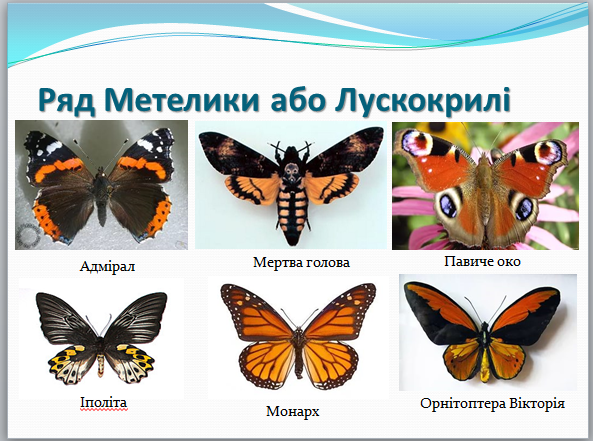 Ряд Метелики або Лускокрилі
Адмірал
Мертва голова
Павиче око
Іполіта
Монарх
Орнітоптера Вікторія